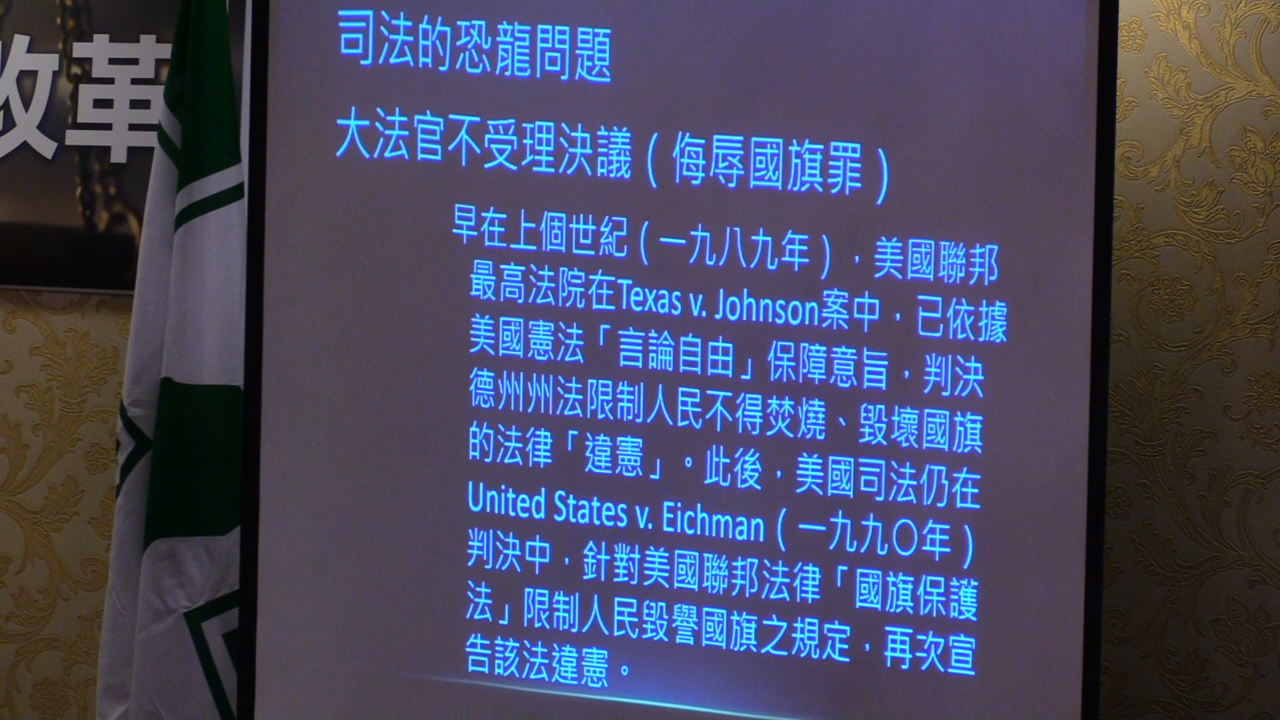 改革
司法的恐龍問題
大法官不受理決議(侮辱國旗罪)
早在上個世紀(一九八九年),美國聯邦
最高法院在Texas v. Johnson案中,已依據
美國憲法「言論自由」保障意旨,判決
德州州法限制人民不得焚燒、毀壞國旗
的法律「違憲」。此後,美國司法仍在
United States v. Eichman(一九九〇年)
判決中,針對美國聯邦法律「國旗保護
法」限制人民毀譽國旗之規定,再次宣
告該法違憲。